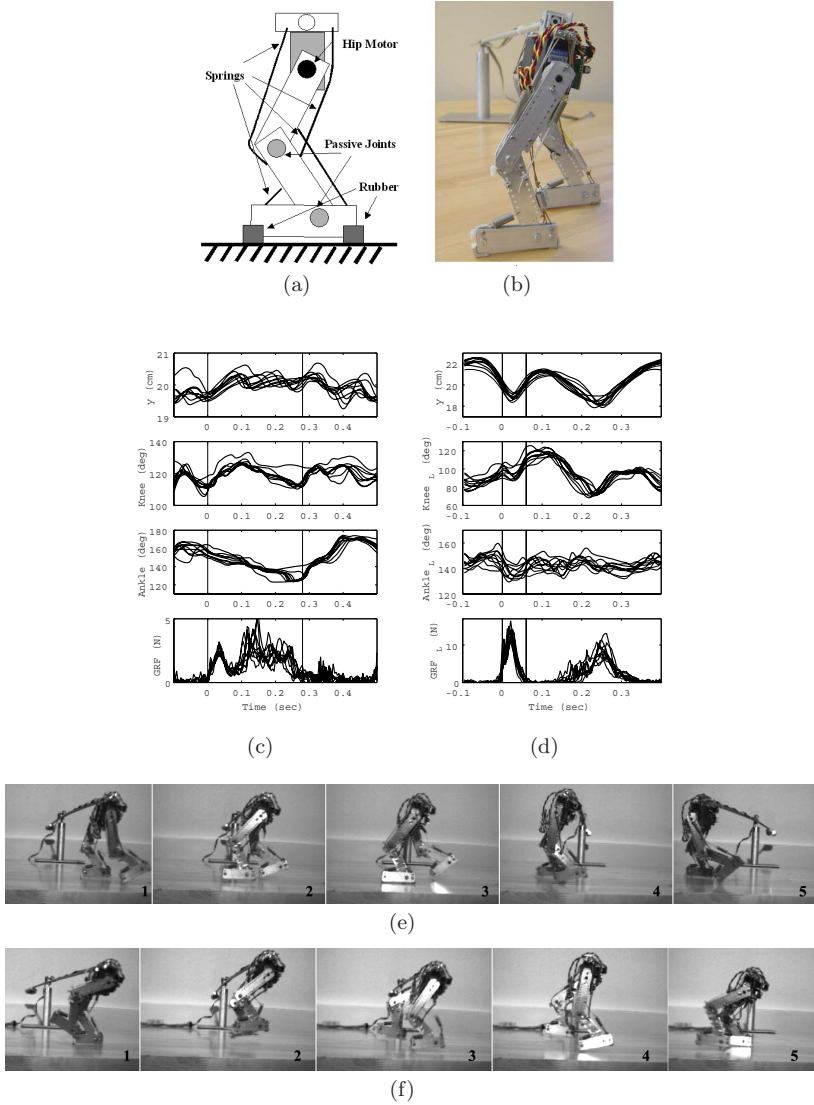 Hip Motor
Springs
Passive Joints
Rubber
(a)
(b)
21
20
19
y (cm)
0 0.1 0.2 0.3 0.4
140
120
100
Knee (deg)
0 0.1 0.2 0.3 0.4
180
160
140
120
Ankle (deg)
0 0.1 0.2 0.3 0.4
5
0
GRF (N)
0 0.1 0.2 0.3 0.4
Time (sec)
(c)
22
20
18
y (cm)
-0.1 0 0.1 0.2 0.3
120
100
80
60
Knee L (deg)
-0.1 0 0.1 0.2 0.3
160
140
120
Ankle L (deg)
-0.1 0 0.1 0.2 0.3
10
0
GRF L (N)
-0.1 0 0.1 0.2 0.3
Time (sec)
(d)
1 2 3 4 5
(e)
1 2 3 4 5
(f)